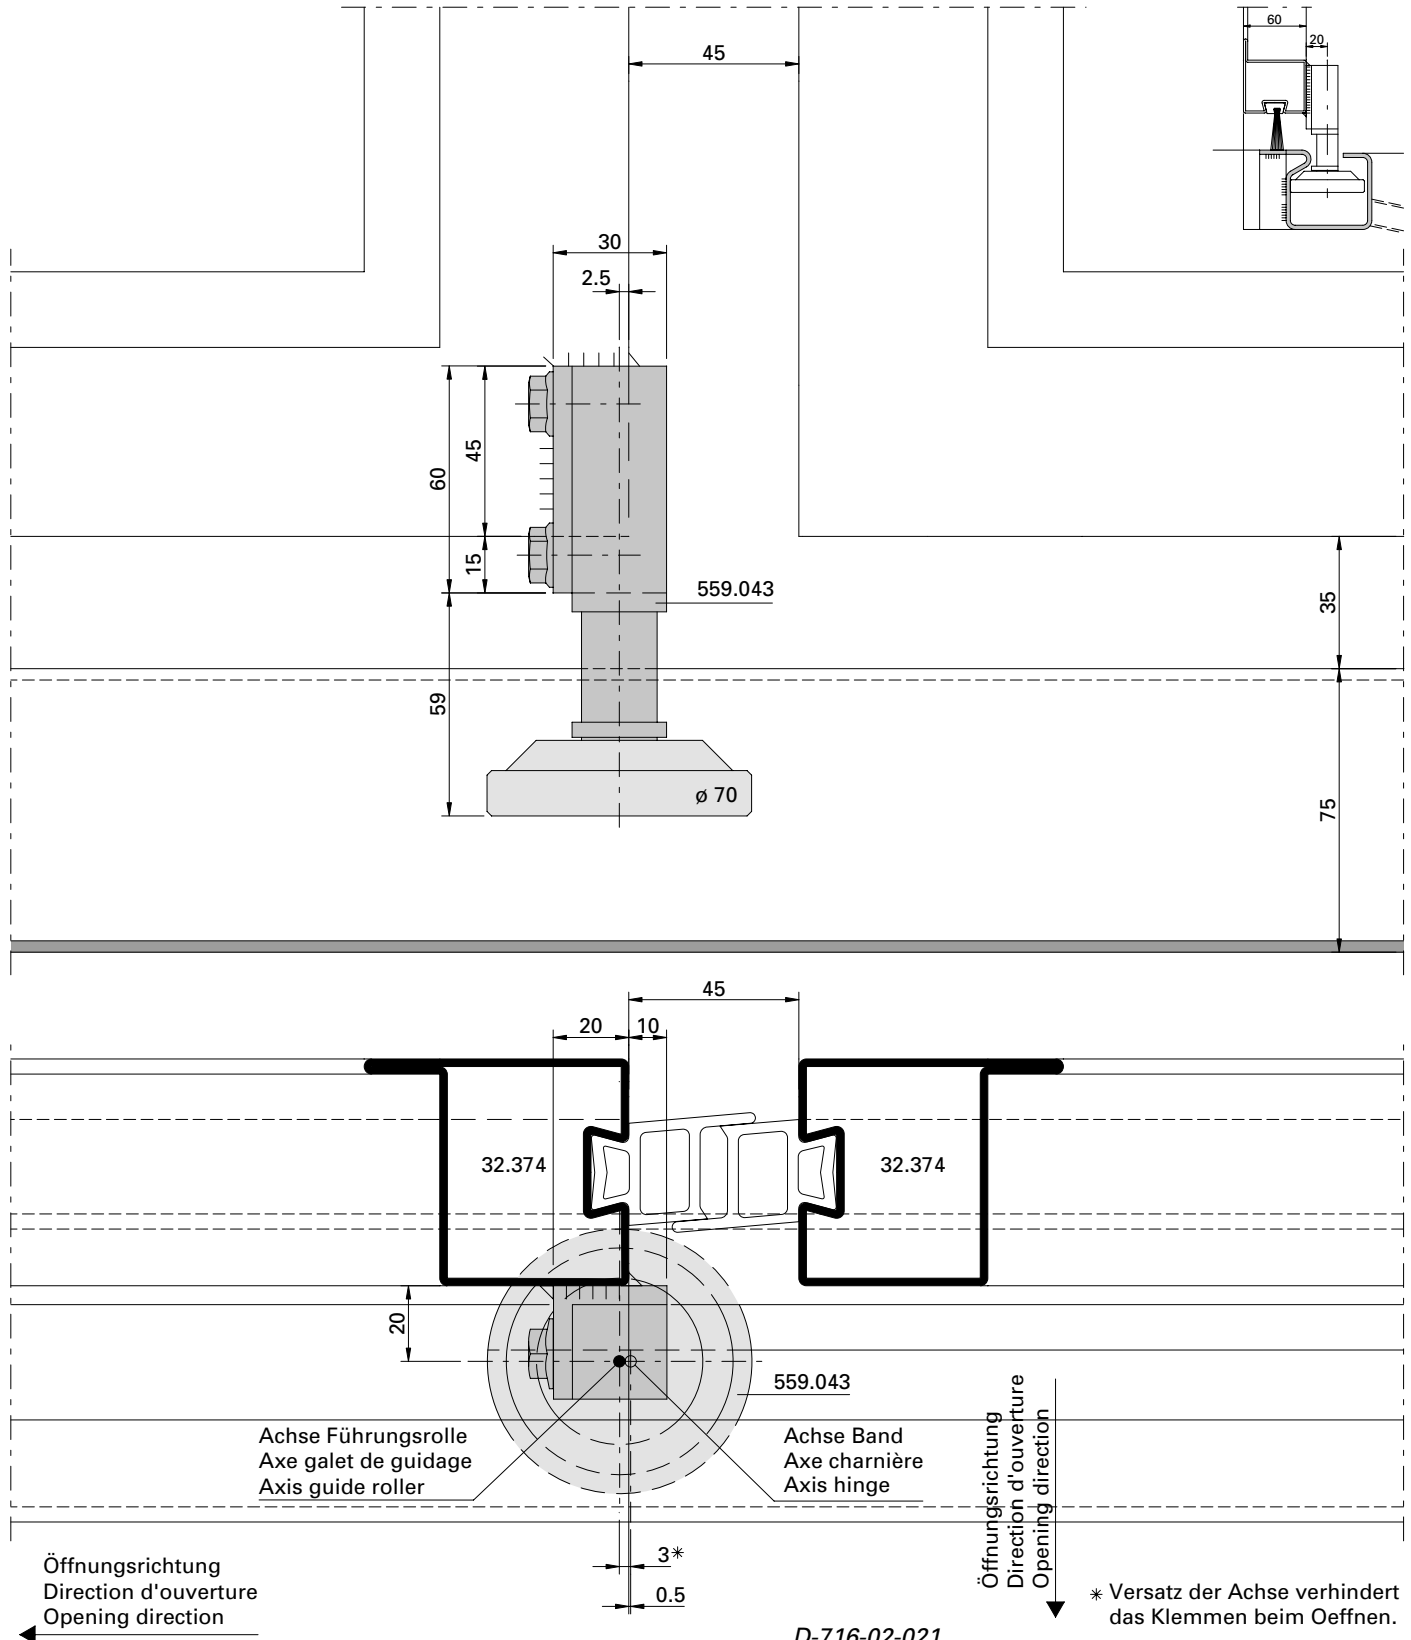 60
20
45
30
2.5
60
45
15
559.043
35
59
ø 70
75
45
20
10
32.374
32.374
20
559.043
Achse Führungsrolle
Axe galet de guidage
Axis guide roller
Achse Band
Axe charnière
Axis hinge
Öffnungsrichtung
Direction d'ouverture
Opening direction
3*
0.5
Öffnungsrichtung
Direction d'ouverture
Opening direction
* Versatz der Achse verhindert
das Klemmen beim Oeffnen.
D-716-02-021